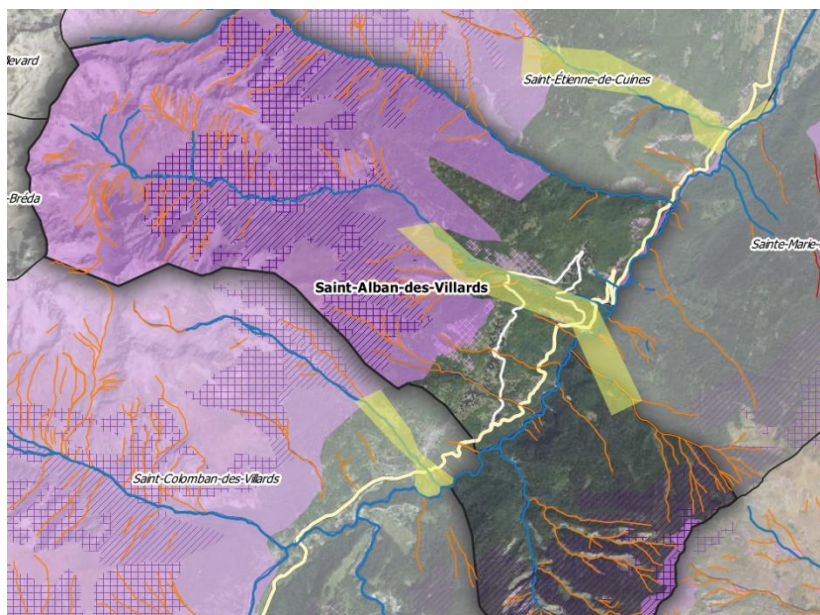 levard
Saint-Étienne-de-Cuines
-Bréda
Sainte-Marie-
Saint-Alban-des-Villards
Saint-Colomban-des-Villards